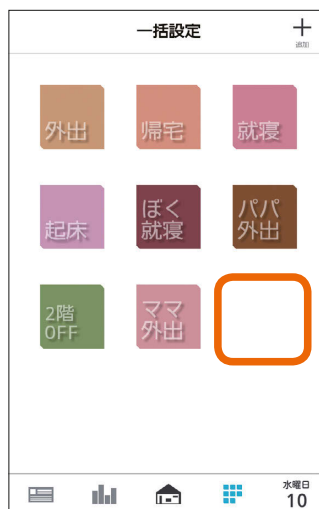 一括設定
追加
外出
帰宅
就寝
起床
ぼく
就寝
パパ
外出
2階
OFF
ママ
外出
水曜日
10